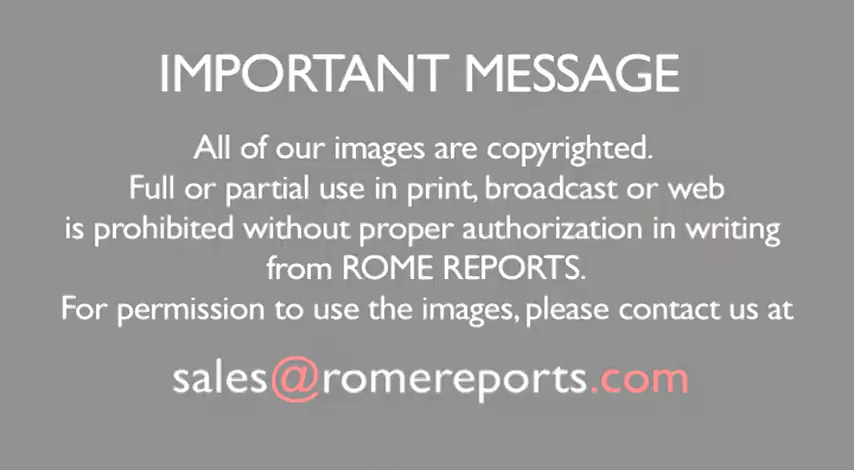 IMPORTANT MESSAGE
All of our images are copyrighted.
Full or partial use in print, broadcast or web
is prohibited without proper authorization in writing
from ROME REPORTS.
For permission to use the images, please contact us at
sales@romereports.com